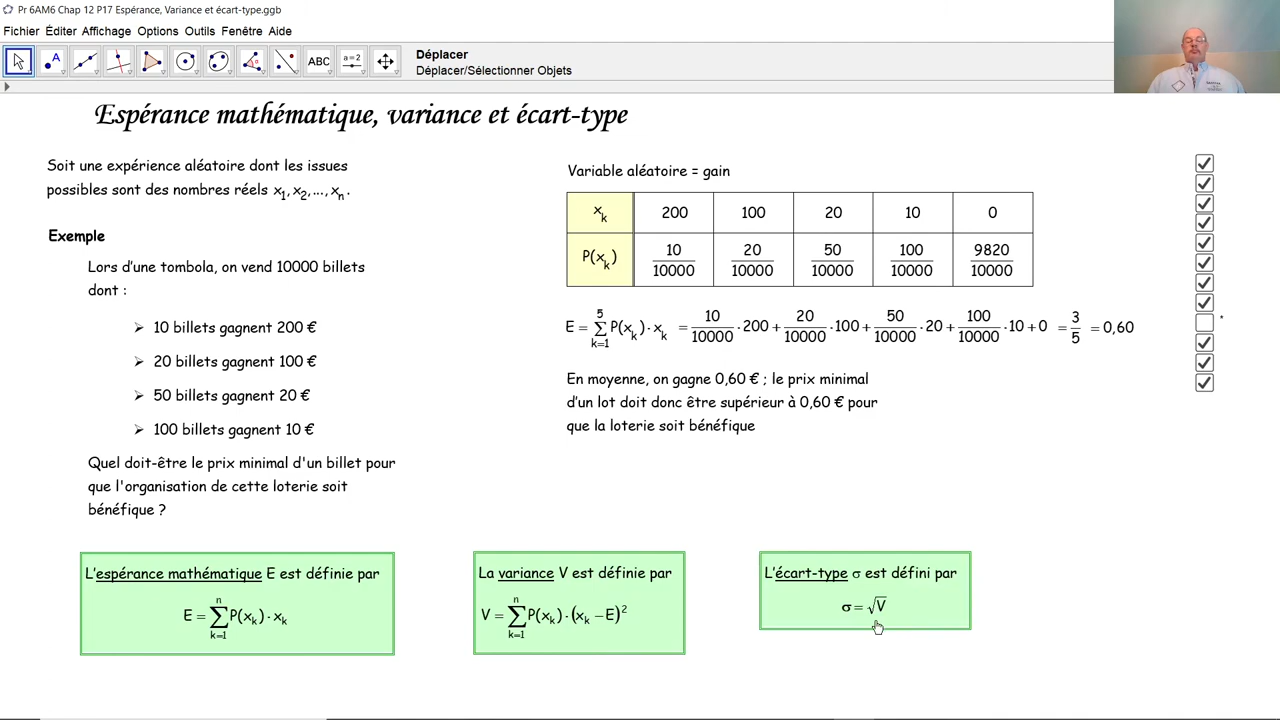 Pr 6AM6 Chap 12 P17 Espérance, Variance et écart-type.ggb
Fichier Éditer Affichage Options Outils Fenêtre Aide
A
ABC
a=2
Déplacer
Déplacer/Sélectionner Objets
Espérance mathématique, variance et écart-type
Soit une expérience aléatoire dont les issues
possibles sont des nombres réels x₁, x₂, ..., xₙ.
Exemple
Lors d'une tombola, on vend 10000 billets
dont :
➢ 10 billets gagnent 200 €
➢ 20 billets gagnent 100 €
➢ 50 billets gagnent 20 €
➢ 100 billets gagnent 10 €
Quel doit-être le prix minimal d'un billet pour
que l'organisation de cette loterie soit
bénéfique ?
Variable aléatoire = gain
xₖ 200 100 20 10 0
P(xₖ) 10/10000 20/10000 50/10000 100/10000 9820/10000
E = ∑_{k=1}^{5} P(xₖ)·xₖ = 10/10000·200 + 20/10000·100 + 50/10000·20 + 100/10000·10 + 0 = 3/5 = 0,60
En moyenne, on gagne 0,60 € ; le prix minimal
d'un lot doit donc être supérieur à 0,60 € pour
que la loterie soit bénéfique
L'espérance mathématique E est définie par
E = ∑_{k=1}^{n} P(xₖ)·xₖ
La variance V est définie par
V = ∑_{k=1}^{n} P(xₖ)·(xₖ − E)²
L'écart-type σ est défini par
σ = √V